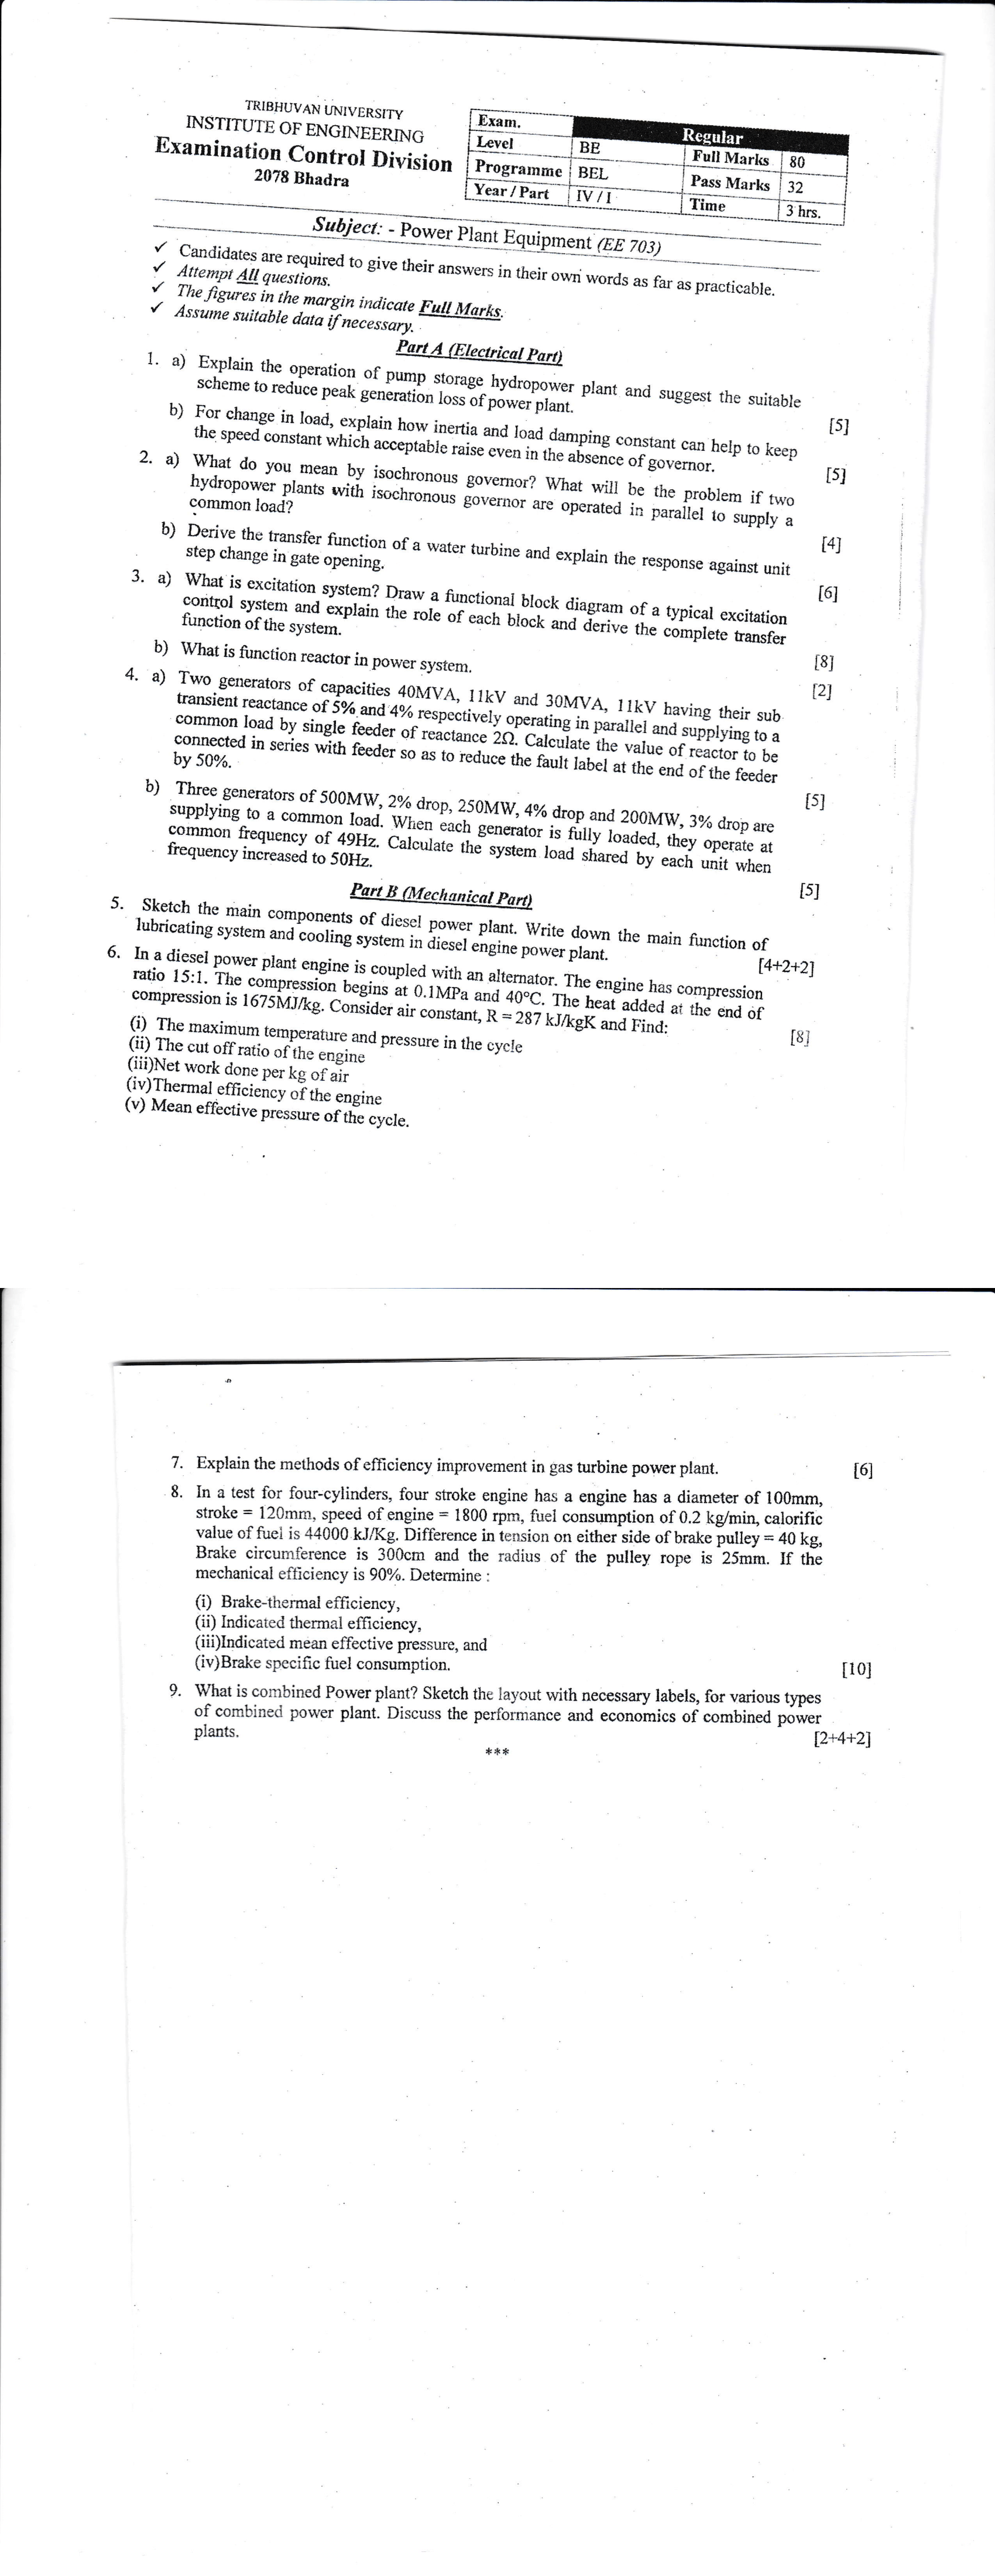 TRIBHUVAN UNIVERSITY
INSTITUTE OF ENGINEERING
Examination Control Division
2078 Bhadra
Exam. Regular
Level BE Full Marks 80
Programme BEL Pass Marks 32
Year / Part IV / I Time 3 hrs.
Subject: - Power Plant Equipment (EE 703)
✓ Candidates are required to give their answers in their own words as far as practicable.
✓ Attempt All questions.
✓ The figures in the margin indicate Full Marks.
✓ Assume suitable data if necessary.
Part A (Electrical Part)
1. a) Explain the operation of pump storage hydropower plant and suggest the suitable
scheme to reduce peak generation loss of power plant. [5]
b) For change in load, explain how inertia and load damping constant can help to keep
the speed constant which acceptable raise even in the absence of governor. [5]
2. a) What do you mean by isochronous governor? What will be the problem if two
hydropower plants with isochronous governor are operated in parallel to supply a
common load? [4]
b) Derive the transfer function of a water turbine and explain the response against unit
step change in gate opening. [6]
3. a) What is excitation system? Draw a functional block diagram of a typical excitation
control system and explain the role of each block and derive the complete transfer
function of the system. [8]
b) What is function reactor in power system. [2]
4. a) Two generators of capacities 40MVA, 11kV and 30MVA, 11kV having their sub
transient reactance of 5% and 4% respectively operating in parallel and supplying to a
common load by single feeder of reactance 2Ω. Calculate the value of reactor to be
connected in series with feeder so as to reduce the fault label at the end of the feeder
by 50%. [5]
b) Three generators of 500MW, 2% drop, 250MW, 4% drop and 200MW, 3% drop are
supplying to a common load. When each generator is fully loaded, they operate at
common frequency of 49Hz. Calculate the system load shared by each unit when
frequency increased to 50Hz. [5]
Part B (Mechanical Part)
5. Sketch the main components of diesel power plant. Write down the main function of
lubricating system and cooling system in diesel engine power plant. [4+2+2]
6. In a diesel power plant engine is coupled with an alternator. The engine has compression
ratio 15:1. The compression begins at 0.1MPa and 40°C. The heat added at the end of
compression is 1675MJ/kg. Consider air constant, R = 287 kJ/kgK and Find: [8]
(i) The maximum temperature and pressure in the cycle
(ii) The cut off ratio of the engine
(iii)Net work done per kg of air
(iv)Thermal efficiency of the engine
(v) Mean effective pressure of the cycle.
7. Explain the methods of efficiency improvement in gas turbine power plant. [6]
8. In a test for four-cylinders, four stroke engine has a engine has a diameter of 100mm,
stroke = 120mm, speed of engine = 1800 rpm, fuel consumption of 0.2 kg/min, calorific
value of fuel is 44000 kJ/Kg. Difference in tension on either side of brake pulley = 40 kg,
Brake circumference is 300cm and the radius of the pulley rope is 25mm. If the
mechanical efficiency is 90%. Determine :
(i) Brake-thermal efficiency,
(ii) Indicated thermal efficiency,
(iii)Indicated mean effective pressure, and
(iv)Brake specific fuel consumption. [10]
9. What is combined Power plant? Sketch the layout with necessary labels, for various types
of combined power plant. Discuss the performance and economics of combined power
plants. [2+4+2]
***